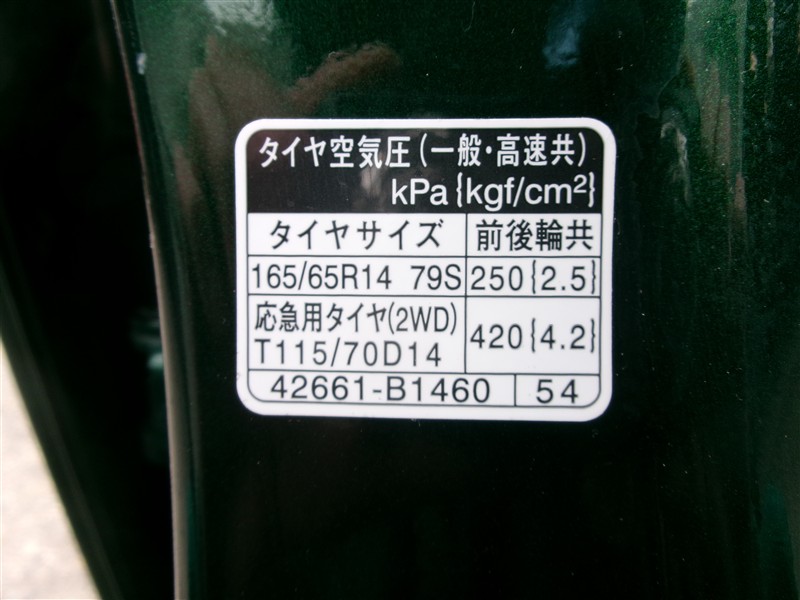 タイヤ空気圧(一般・高速共)
kPa{kgf/cm²}
タイヤサイズ 前後輪共
165/65R14 79S 250{2.5}
応急用タイヤ(2WD)
T115/70D14 420{4.2}
42661-B1460 54